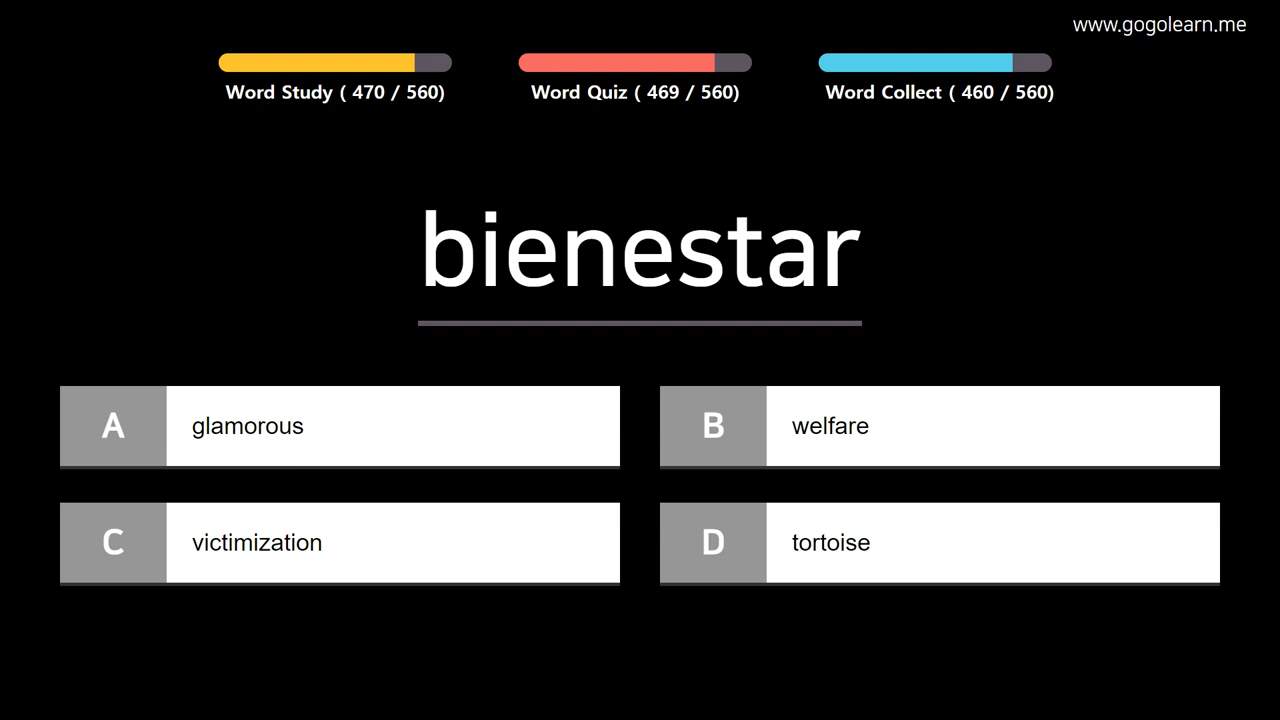 www.gogolearn.me
Word Study ( 470 / 560)
Word Quiz ( 469 / 560)
Word Collect ( 460 / 560)
bienestar
A glamorous
B welfare
C victimization
D tortoise